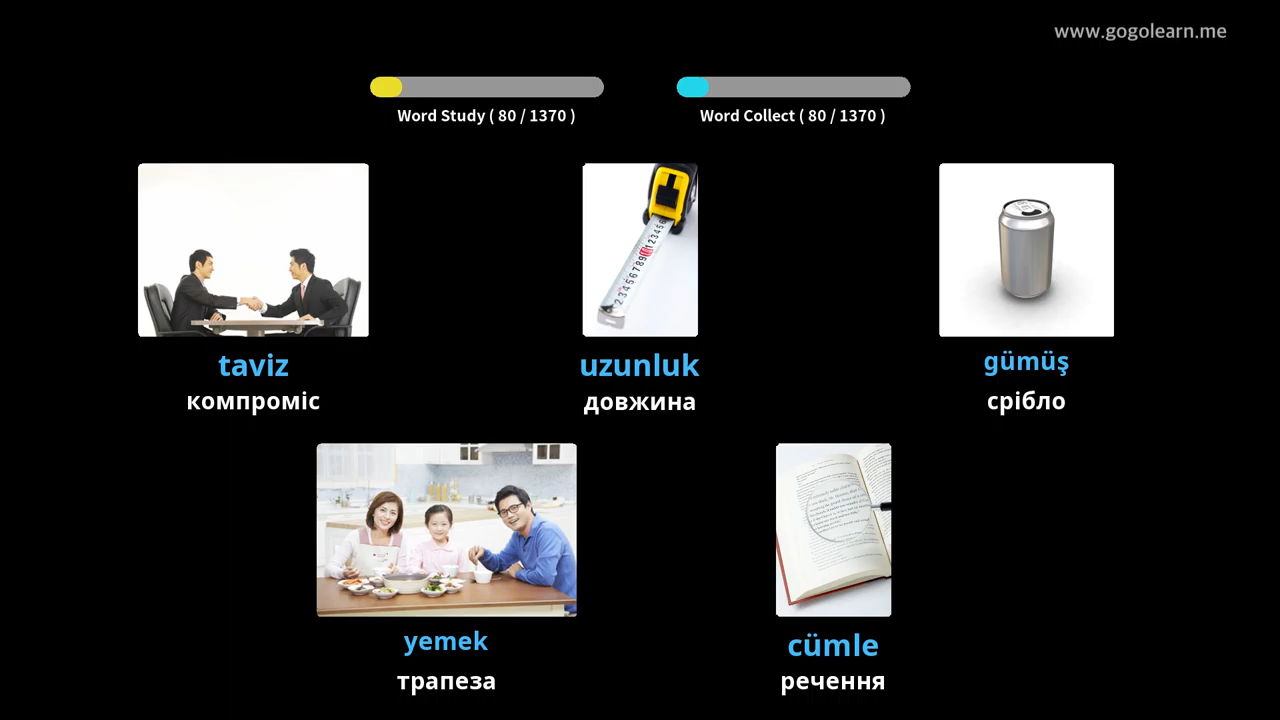 www.gogolearn.me
Word Study ( 80 / 1370 )
Word Collect ( 80 / 1370 )
taviz
компроміс
uzunluk
довжина
gümüş
срібло
yemek
трапеза
cümle
речення